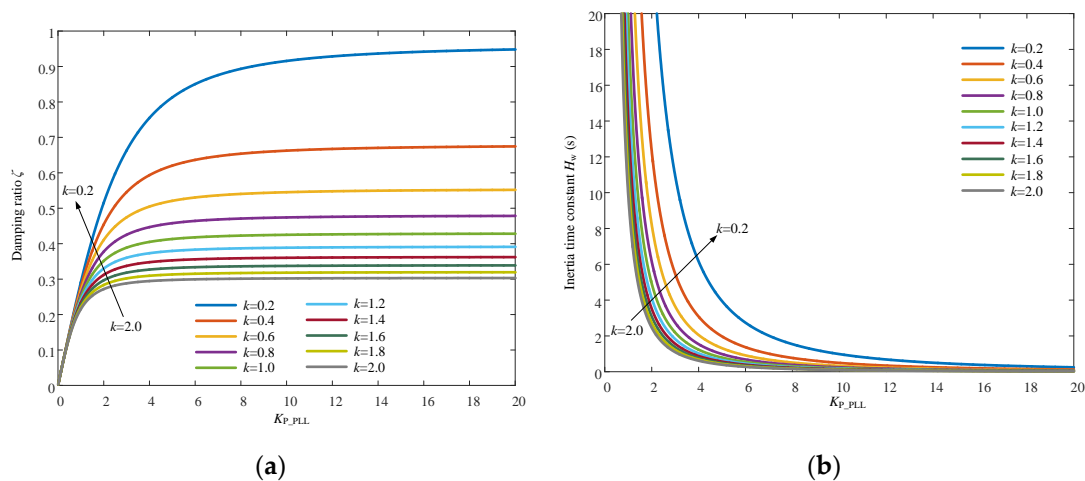 1
0.9
0.8
0.7
0.6
0.5
0.4
0.3
0.2
0.1
0
Damping ratio ζ
k=0.2
k=2.0
k=0.2
k=0.4
k=0.6
k=0.8
k=1.0
k=1.2
k=1.4
k=1.6
k=1.8
k=2.0
0 2 4 6 8 10 12 14 16 18 20
K_P_PLL
(a)
20
18
16
14
12
10
8
6
4
2
0
Inertia time constant H_w (s)
k=0.2
k=2.0
k=0.2
k=0.4
k=0.6
k=0.8
k=1.0
k=1.2
k=1.4
k=1.6
k=1.8
k=2.0
0 2 4 6 8 10 12 14 16 18 20
K_P_PLL
(b)